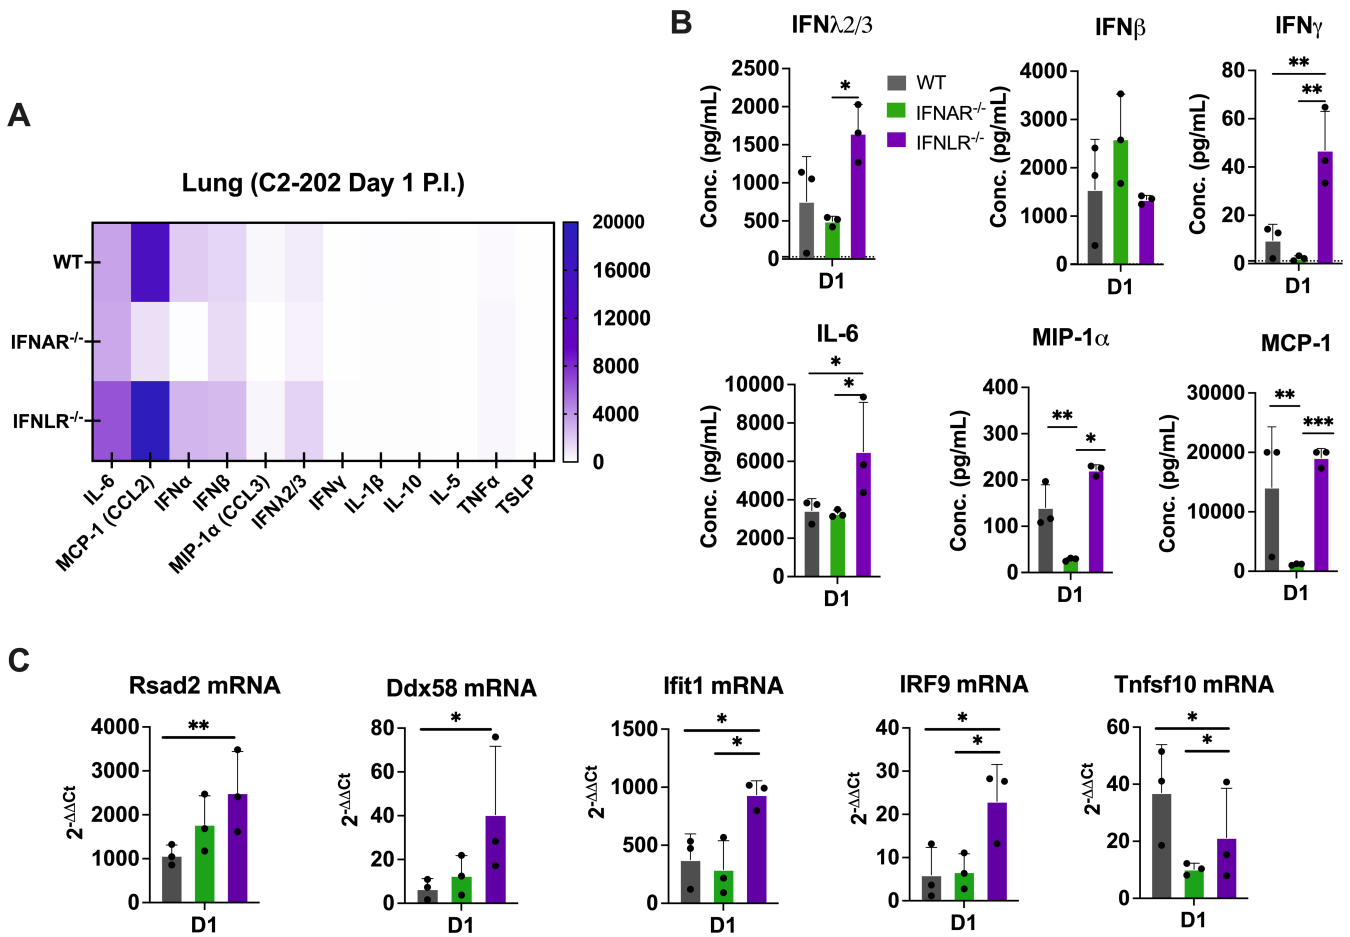 A
Lung (C2-202 Day 1 P.I.)
WT
IFNAR-/-
IFNLR-/-
20000
16000
12000
8000
4000
0
IL-6
MCP-1 (CCL2)
IFNα
IFNβ
MIP-1α (CCL3)
IFNλ2/3
IFNγ
IL-1β
IL-10
IL-5
TNFα
TSLP
B
IFNλ2/3
Conc. (pg/mL)
2500
2000
1500
1000
500
0
*
D1
WT
IFNAR-/-
IFNLR-/-
IFNβ
Conc. (pg/mL)
4000
3000
2000
1000
0
D1
IFNγ
Conc. (pg/mL)
80
60
40
20
0
**
**
D1
IL-6
Conc. (pg/mL)
10000
8000
6000
4000
2000
0
*
*
D1
MIP-1α
Conc. (pg/mL)
400
300
200
100
0
**
*
D1
MCP-1
Conc. (pg/mL)
30000
20000
10000
0
**
***
D1
C
Rsad2 mRNA
2-ΔΔCt
4000
3000
2000
1000
0
**
D1
Ddx58 mRNA
2-ΔΔCt
80
60
40
20
0
*
D1
Ifit1 mRNA
2-ΔΔCt
1500
1000
500
0
*
*
D1
IRF9 mRNA
2-ΔΔCt
40
30
20
10
0
*
*
D1
Tnfsf10 mRNA
2-ΔΔCt
60
40
20
0
*
*
D1